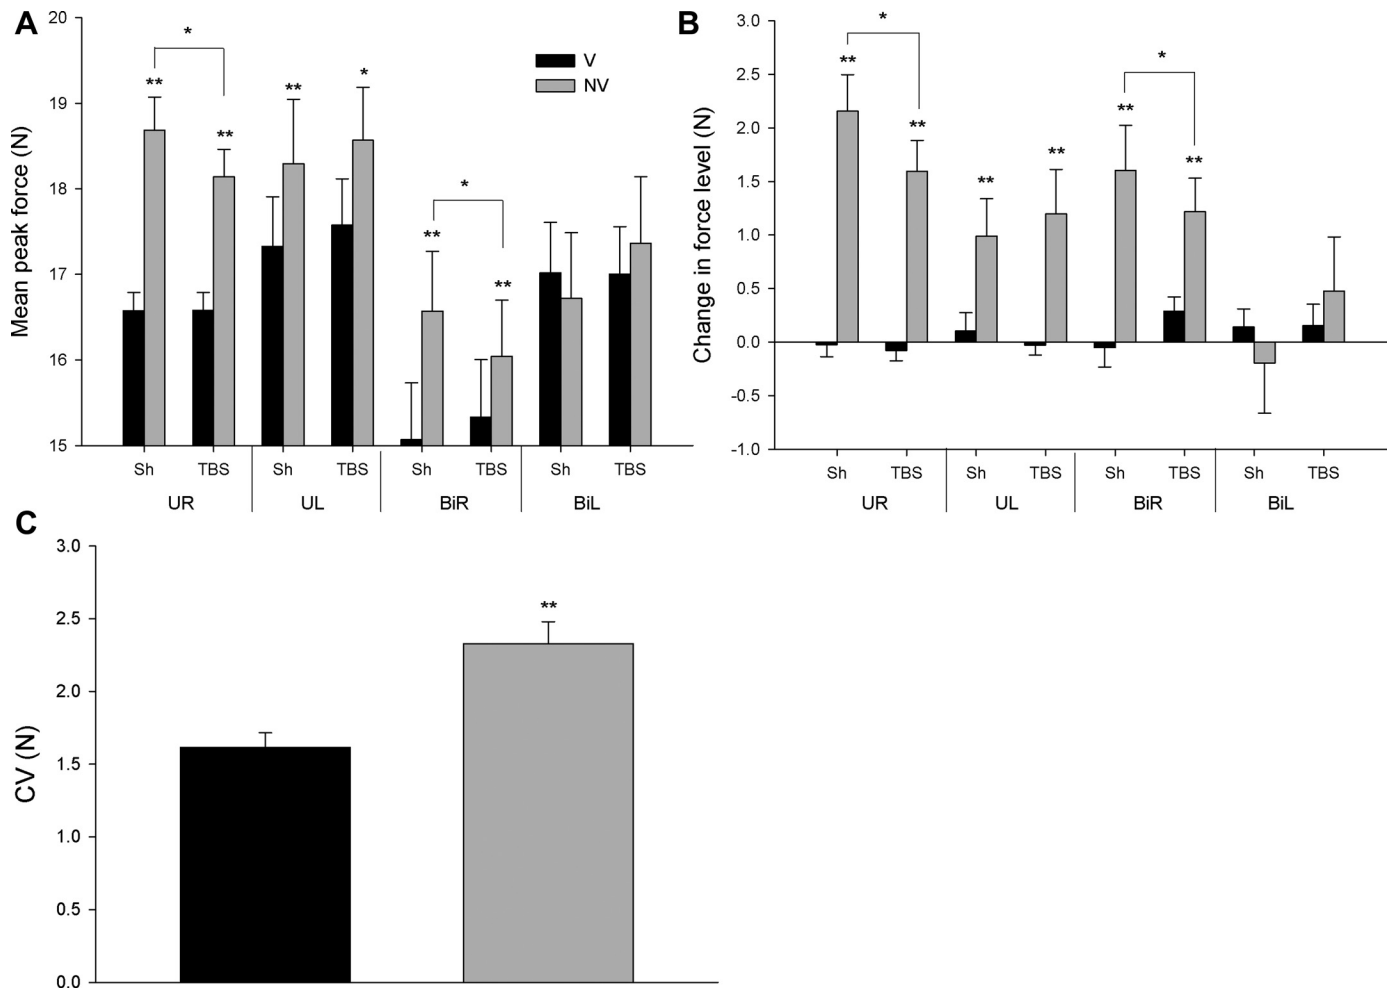 A
Mean peak force (N)
20
19
18
17
16
15
*
** ** ** * ** **
*
V
NV
Sh TBS Sh TBS Sh TBS Sh TBS
UR UL BiR BiL
B
Change in force level (N)
3.0
2.5
2.0
1.5
1.0
0.5
0.0
-0.5
-1.0
*
** ** ** ** ** **
*
Sh TBS Sh TBS Sh TBS Sh TBS
UR UL BiR BiL
C
CV (N)
3.0
2.5
2.0
1.5
1.0
0.5
0.0
**